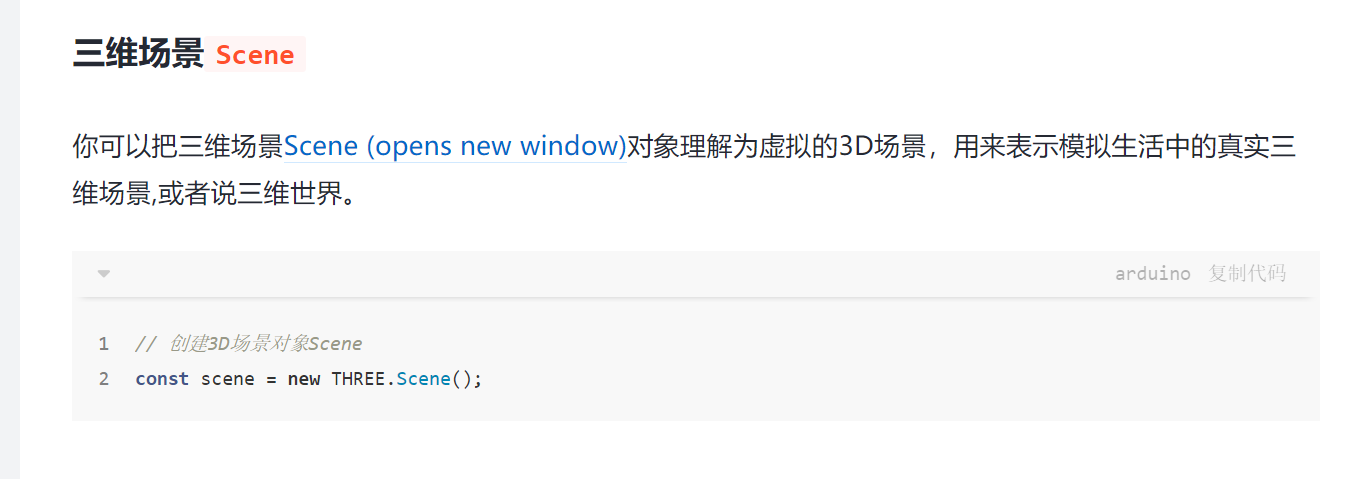 三维场景 Scene
你可以把三维场景Scene (opens new window)对象理解为虚拟的3D场景，用来表示模拟生活中的真实三
维场景,或者说三维世界。
arduino 复制代码
1 // 创建3D场景对象Scene
2 const scene = new THREE.Scene();